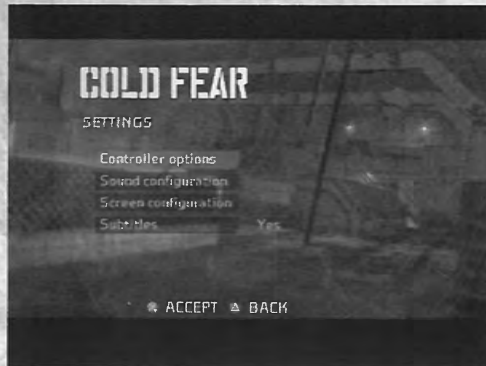 COLD FEAR
SETTINGS
Controller options
Sound configuration
Screen configuration
Subtitles Yes
ACCEPT BACK